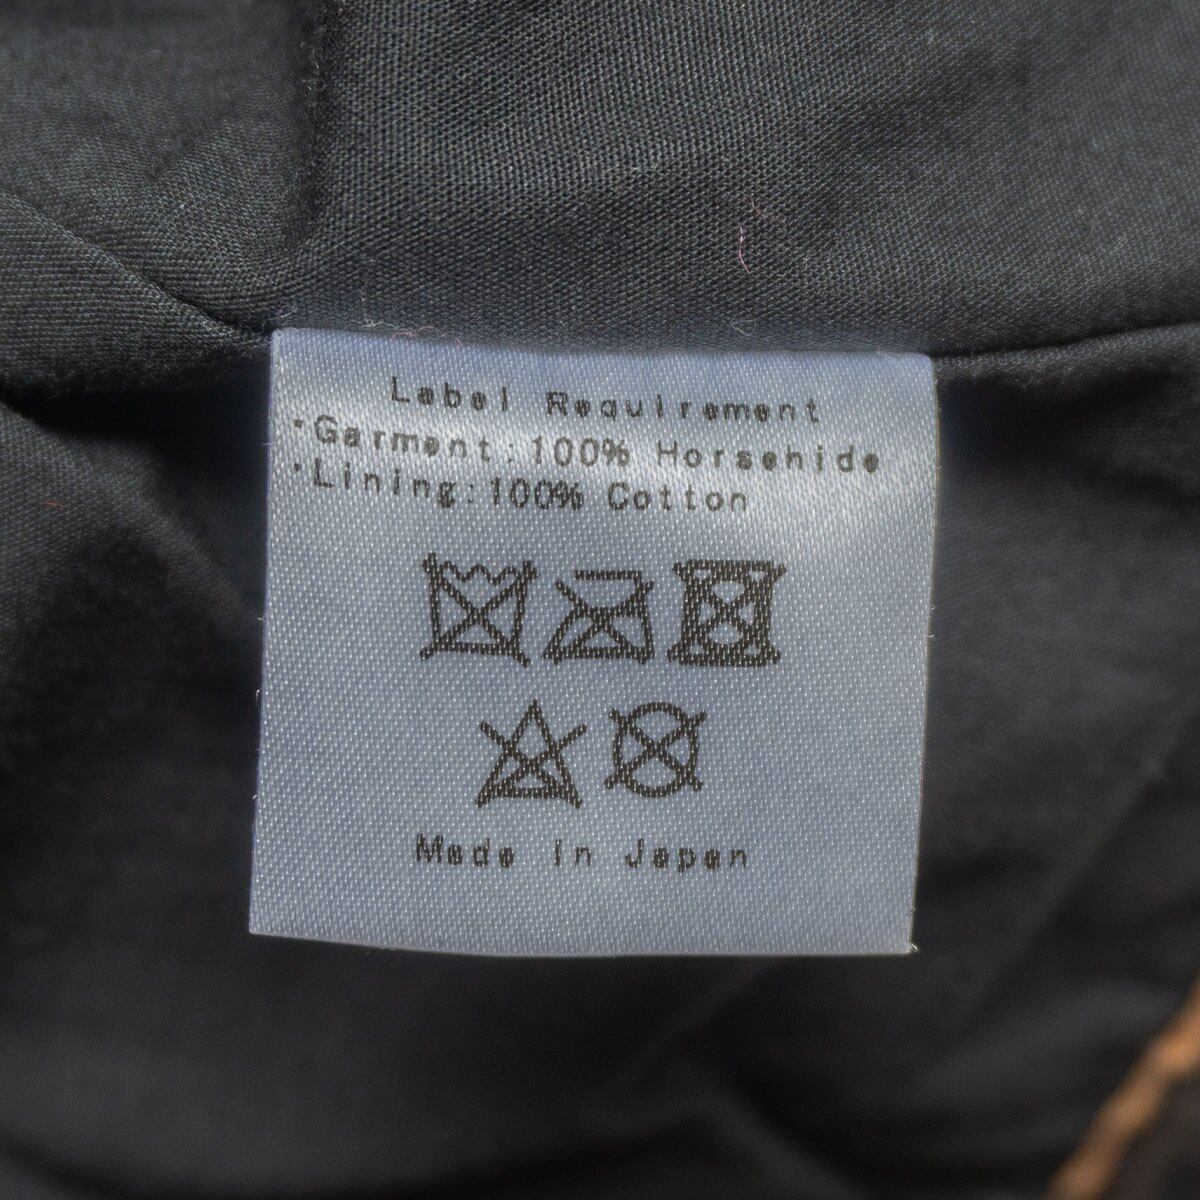 Label Requirement
・Garment:100% Horsehide
・Lining:100% Cotton
Made in Japan